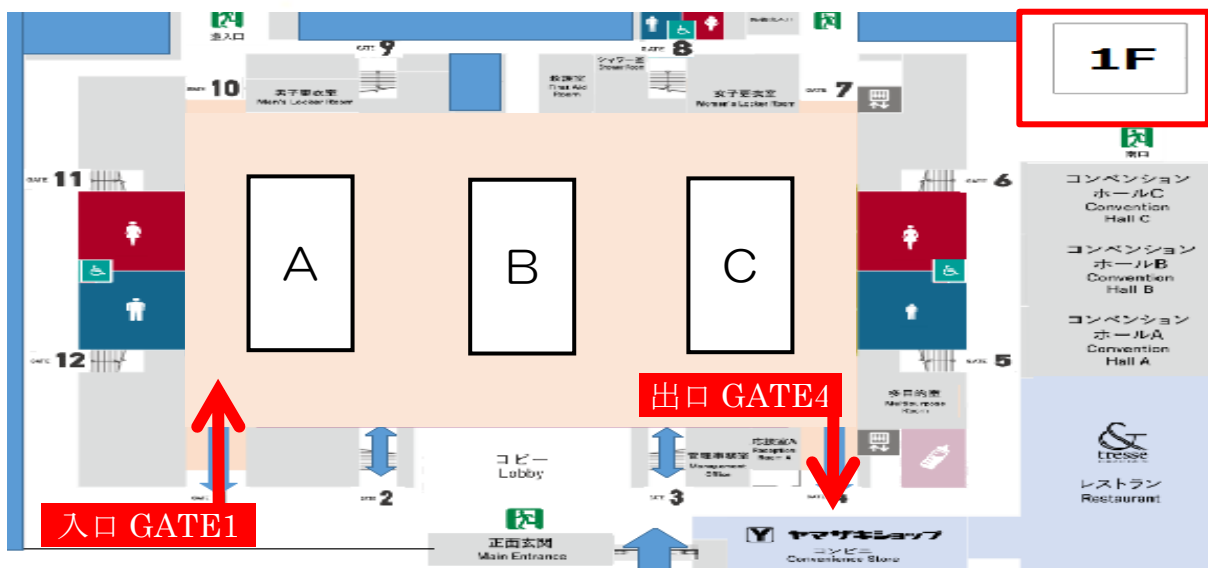 1F
進入口
GATE 9
GATE 8
シャワー室
Shower Room
GATE 10
男子更衣室
Men's Locker Room
救護室
First Aid
Room
女子更衣室
Women's Locker Room
GATE 7
南口
GATE 11
GATE 6
コンベンション
ホールC
Convention
Hall C
A
B
C
コンベンション
ホールB
Convention
Hall B
コンベンション
ホールA
Convention
Hall A
GATE 12
GATE 5
出口 GATE4
多目的室
Multipurpose
Room
&
tresse
レストラン
Restaurant
ロビー
Lobby
管理事務室
Management
Office
応接室A
Reception
Room A
GATE
GATE 2
GATE 3
4
入口 GATE1
正面玄関
Main Entrance
Y ヤマザキショップ
コンビニ
Convenience Store